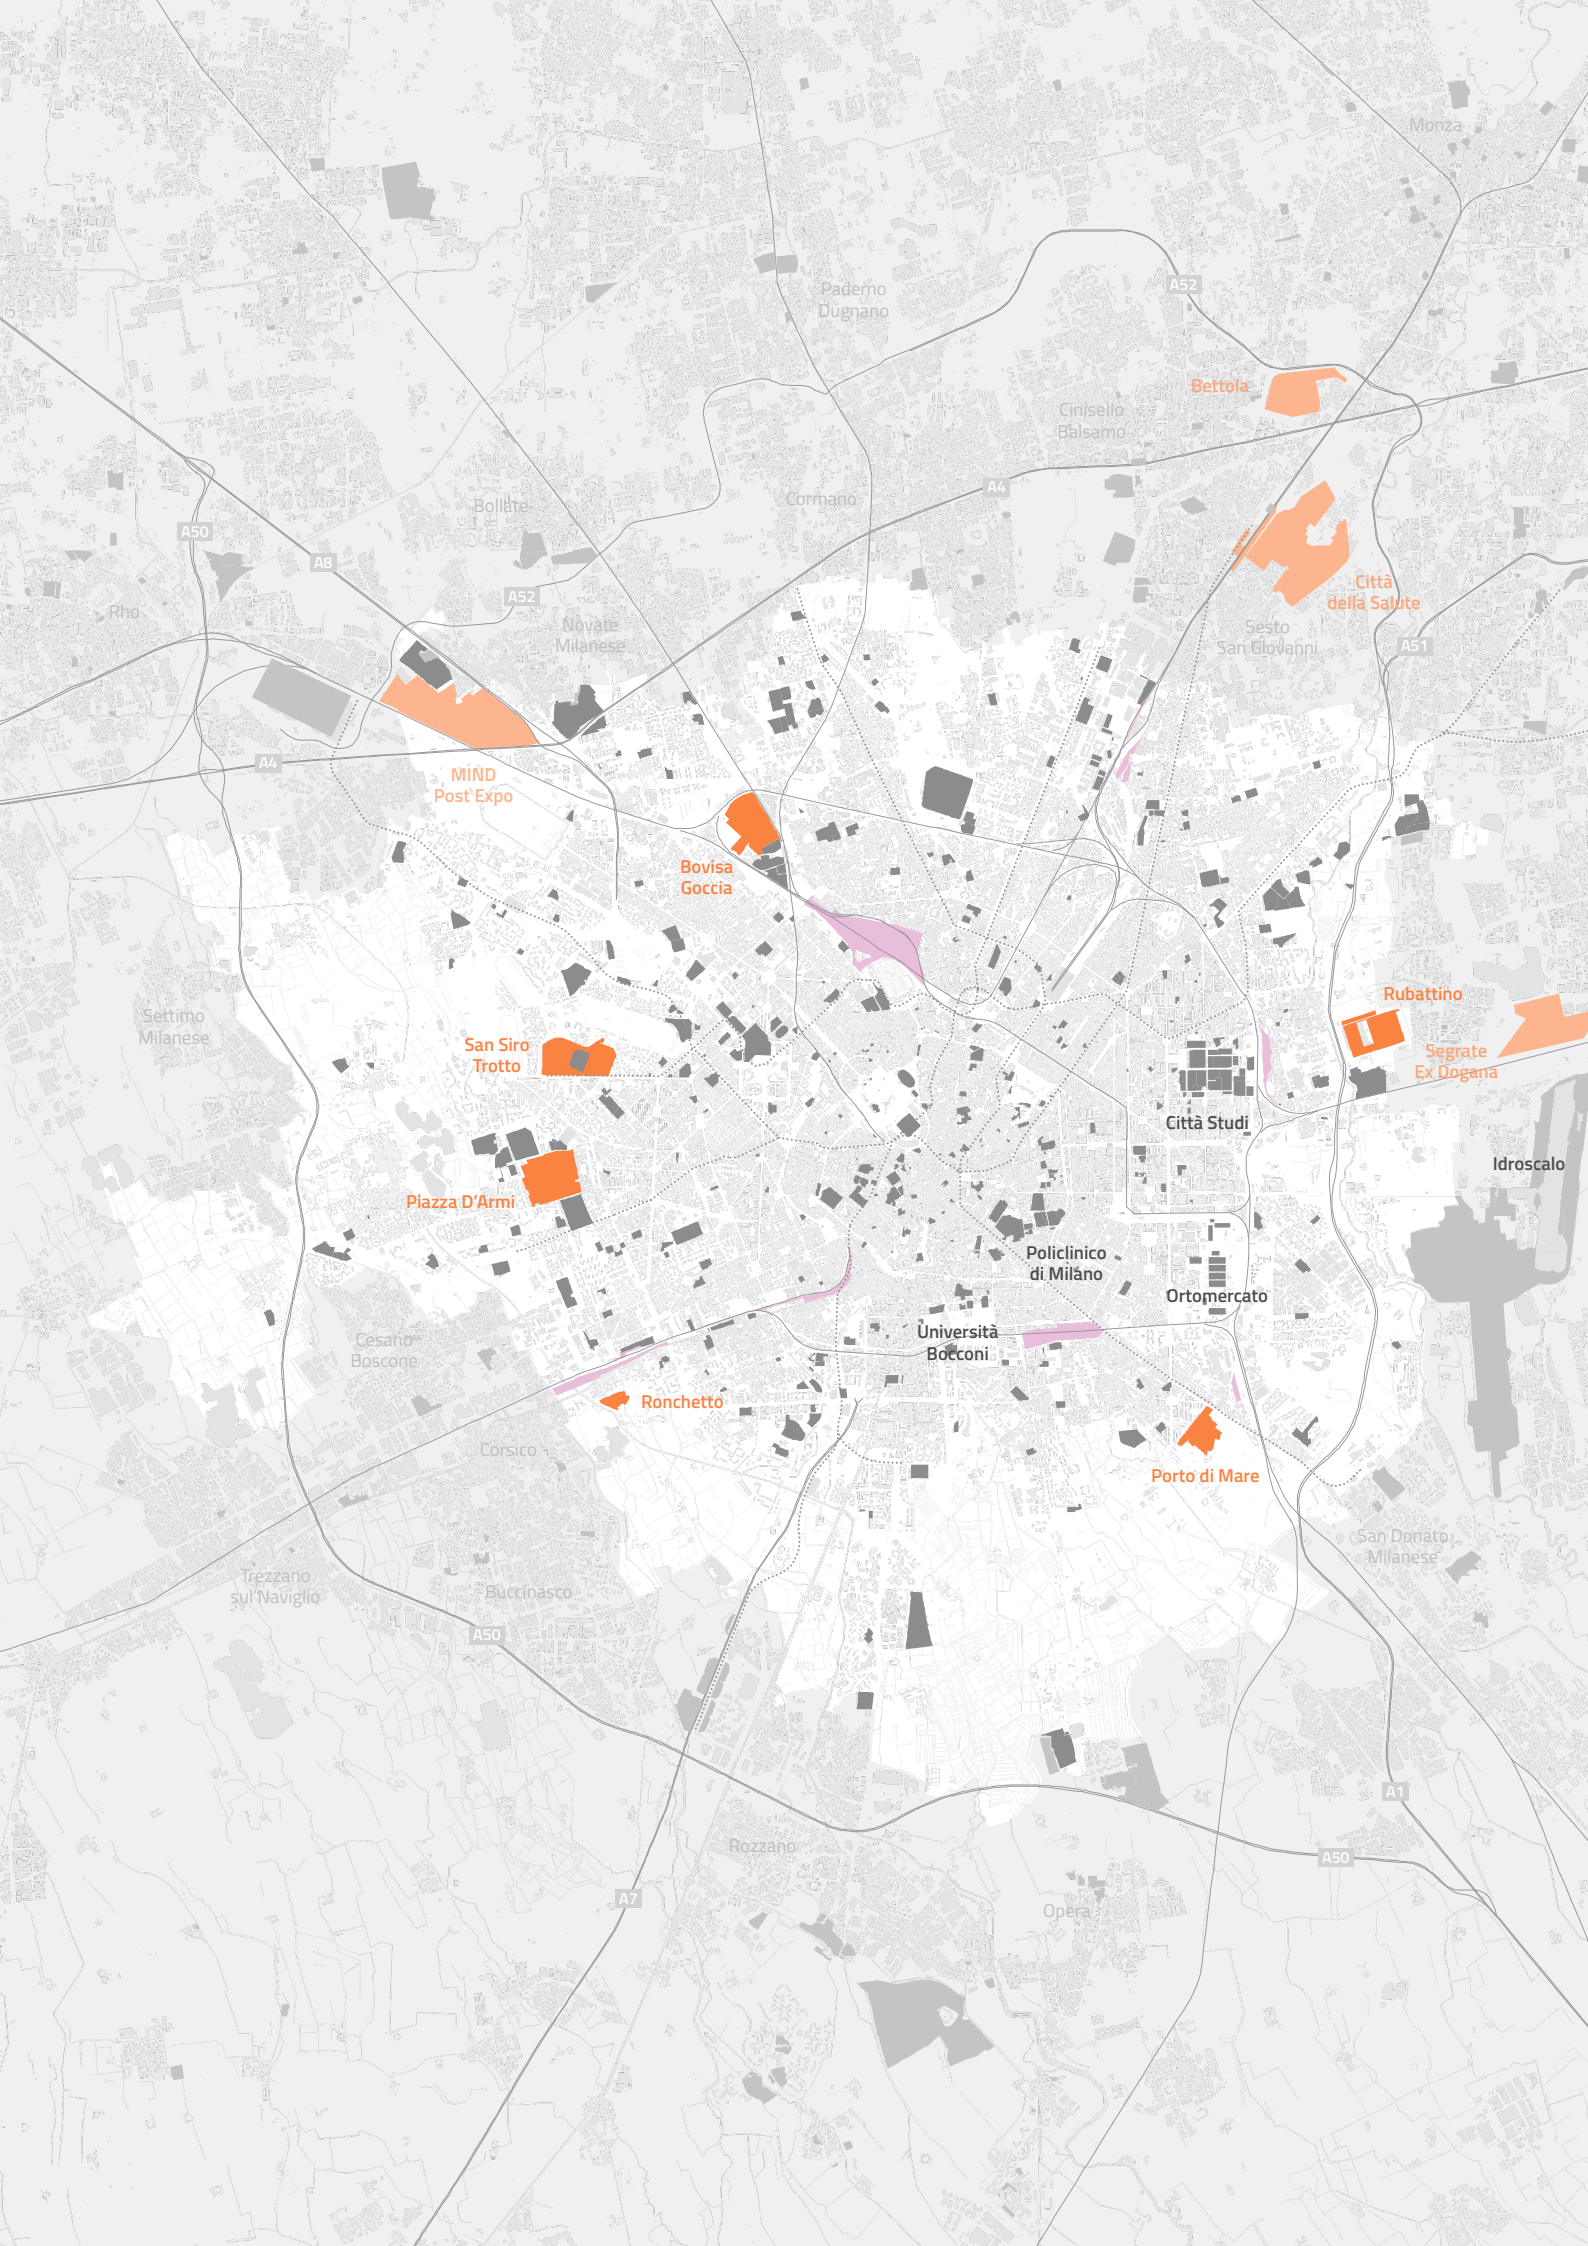 Monza
A52
Paderno
Dugnano
Bettola
Cinisello
Balsamo
A4
Cormano
Bollate
A50
A8
Città
della Salute
A52
Rho
Novate
Milanese
Sesto
San Giovanni
A51
A4
MIND
Post Expo
Bovisa
Goccia
Rubattino
Settimo
Milanese
San Siro
Trotto
Segrate
Ex Dogana
Città Studi
Idroscalo
Piazza D'Armi
Policlinico
di Milano
Ortomercato
Università
Bocconi
Cesano
Boscone
Ronchetto
Corsico
Porto di Mare
San Donato
Milanese
Trezzano
sul Naviglio
Buccinasco
A50
A1
Rozzano
A50
A7
Opera